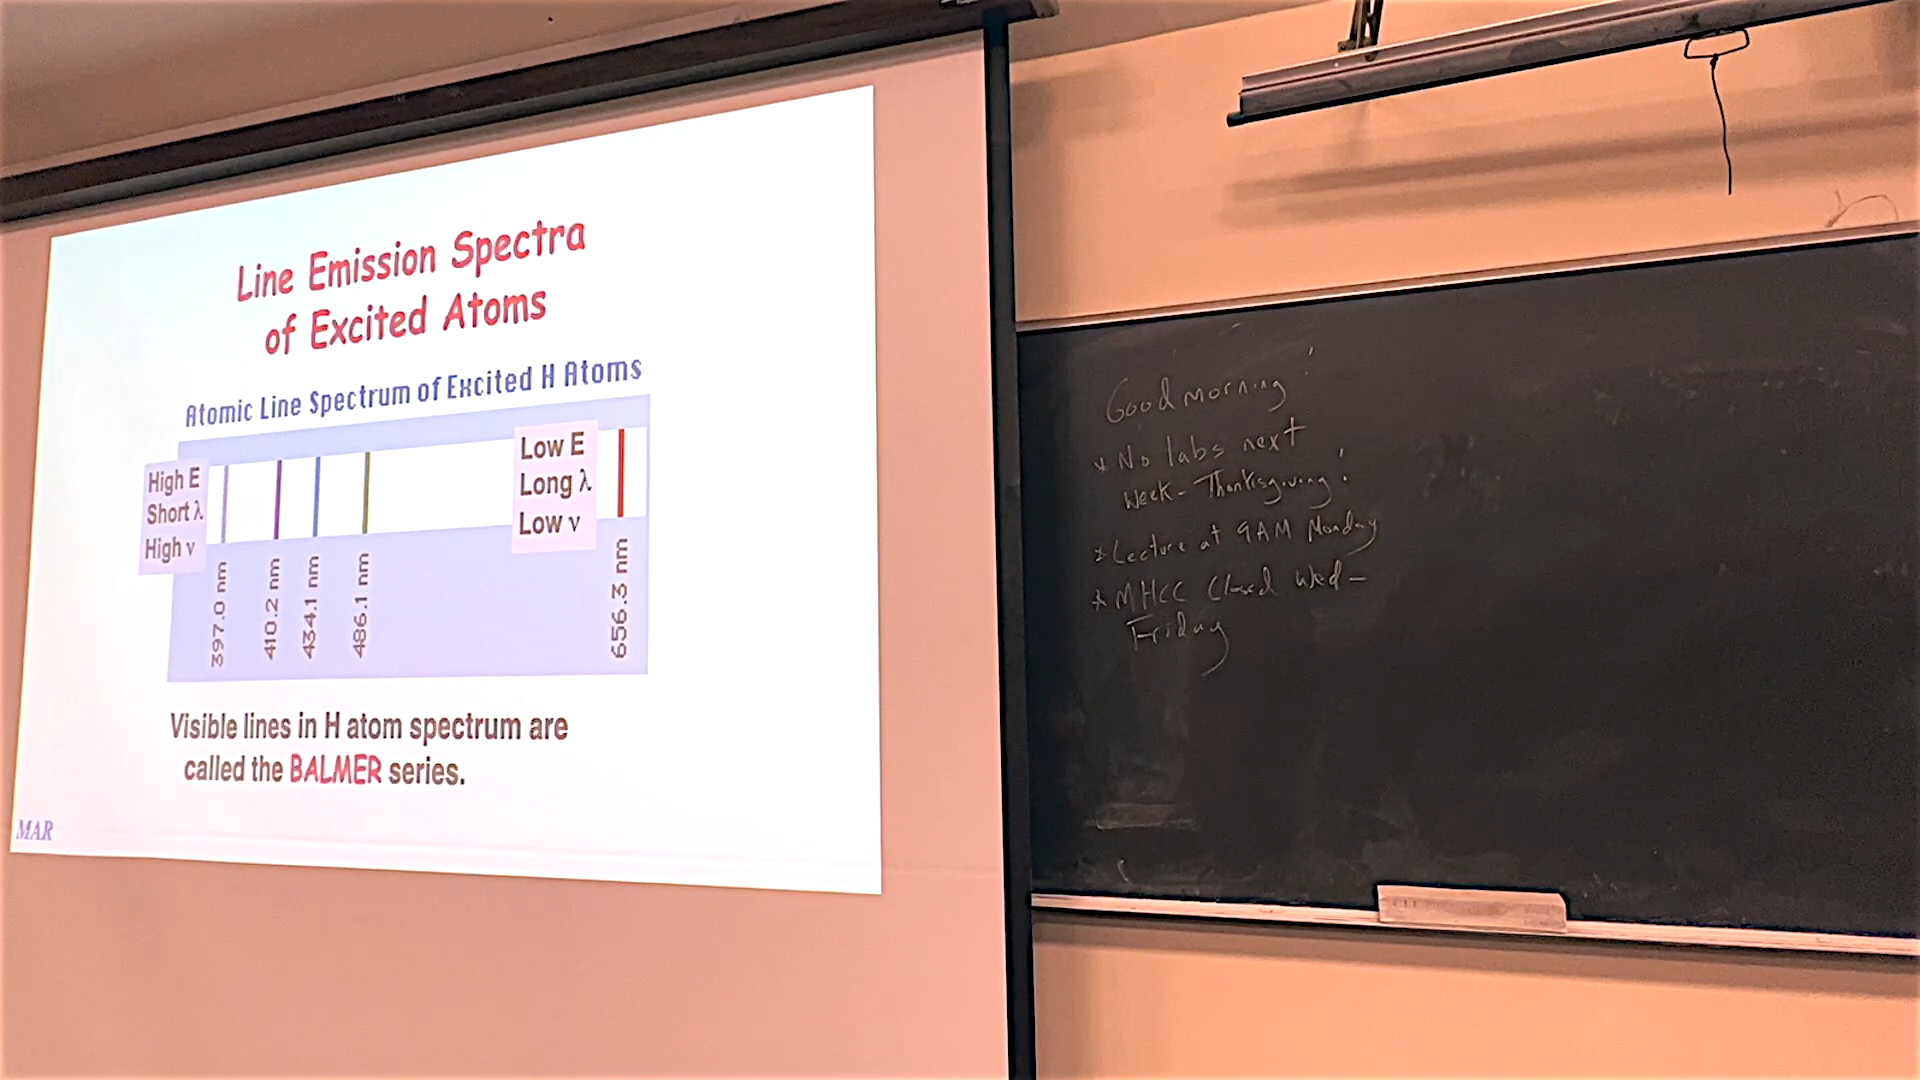 Line Emission Spectra
of Excited Atoms
Atomic Line Spectrum of Excited H Atoms
High E
Short λ
High ν
Low E
Long λ
Low ν
397.0 nm
410.2 nm
434.1 nm
486.1 nm
656.3 nm
Visible lines in H atom spectrum are
called the BALMER series.
MAR
Good morning!
* No labs next
Week - Thanksgiving!
* Lecture at 9AM Monday
* MHCC Closed Wed -
Friday